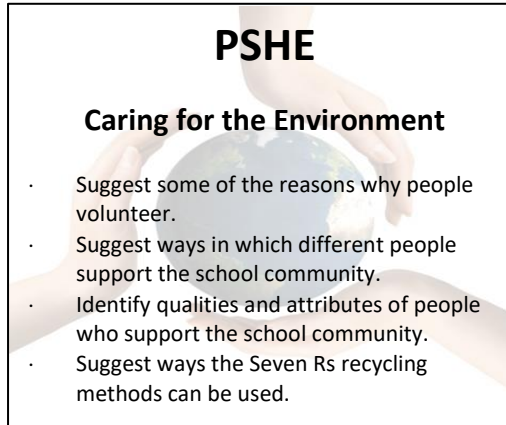 PSHE
Caring for the Environment
· Suggest some of the reasons why people
volunteer.
· Suggest ways in which different people
support the school community.
· Identify qualities and attributes of people
who support the school community.
· Suggest ways the Seven Rs recycling
methods can be used.